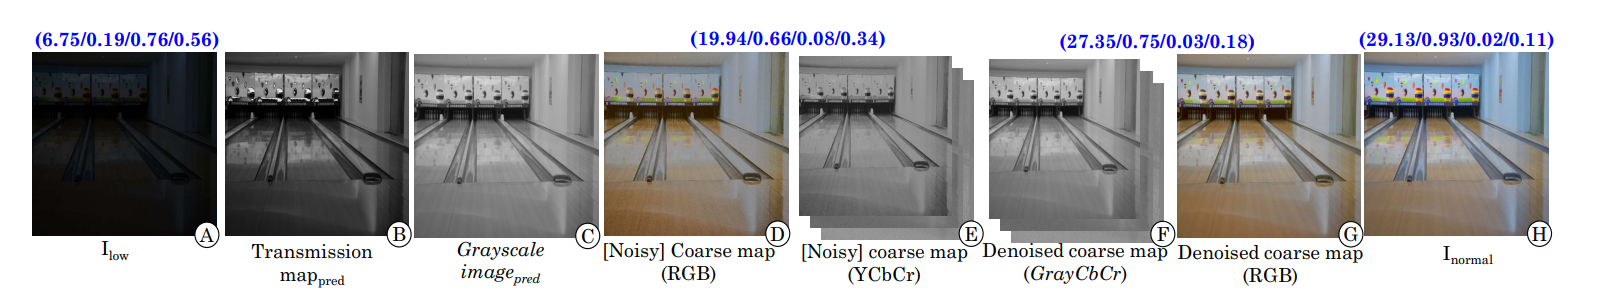 (6.75/0.19/0.76/0.56)
(19.94/0.66/0.08/0.34)
(27.35/0.75/0.03/0.18)
(29.13/0.93/0.02/0.11)
A
B
C
D
E
F
G
H
I_low
Transmission
map_pred
Grayscale
image_pred
[Noisy] Coarse map
(RGB)
[Noisy] coarse map
(YCbCr)
Denoised coarse map
(GrayCbCr)
Denoised coarse map
(RGB)
I_normal